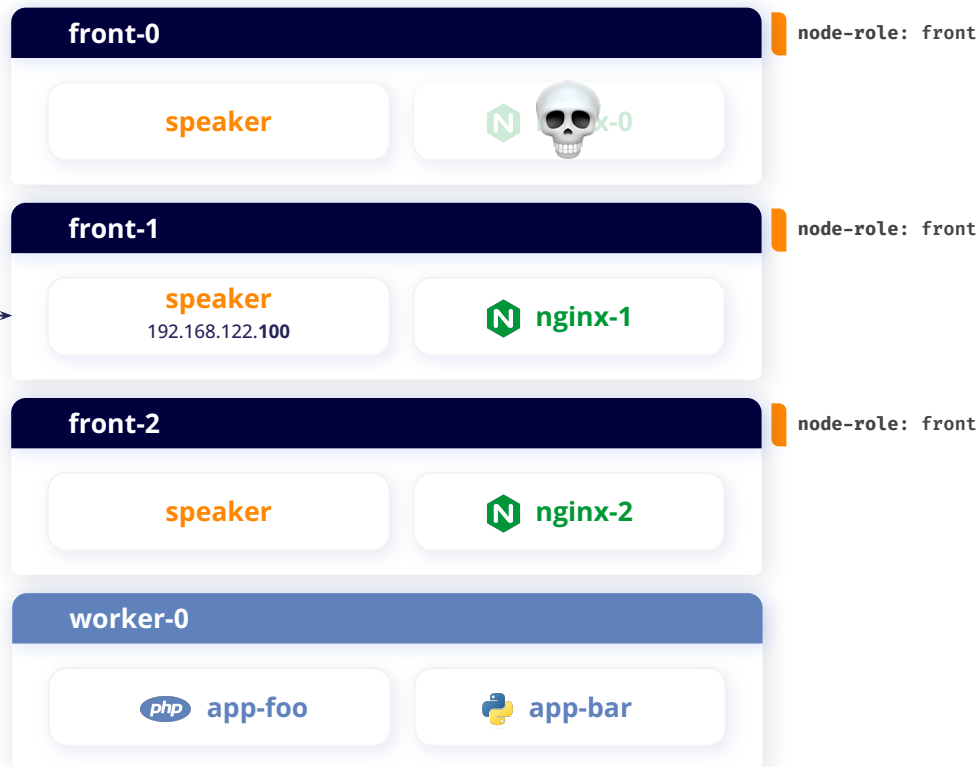 front-0
node-role: front
speaker
x-0
front-1
node-role: front
speaker
192.168.122.100
N nginx-1
front-2
node-role: front
speaker
N nginx-2
worker-0
php app-foo
app-bar